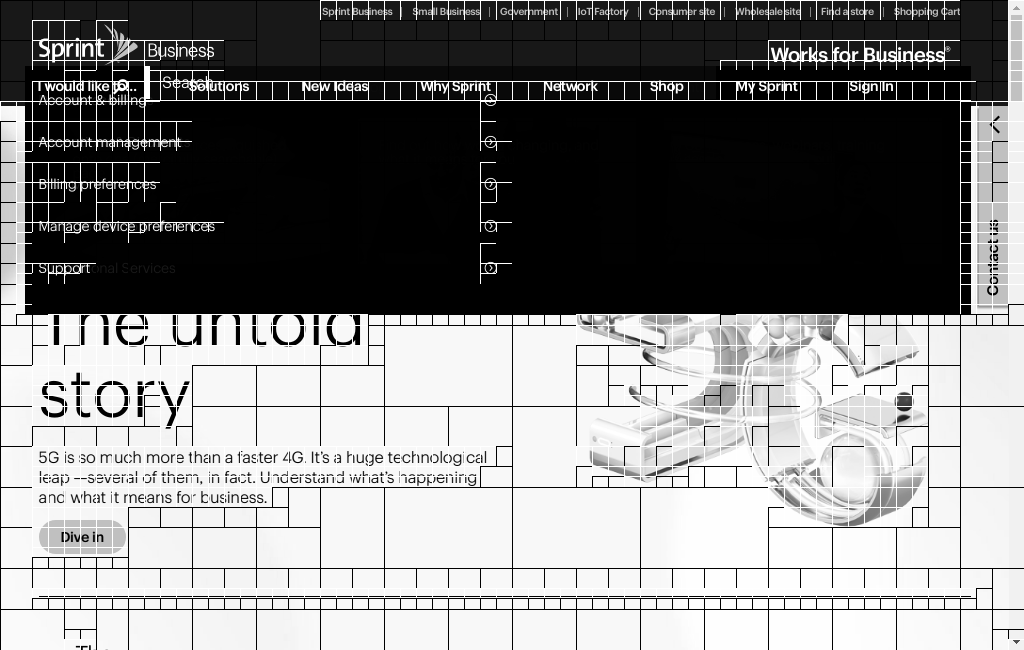 Sprint Business | Small Business | Government | IoT Factory | Consumer site | Wholesale site | Find a store | Shopping Cart
Sprint Business
Works for Business®
Search
I would like to... Solutions New Ideas Why Sprint Network Shop My Sprint Sign In
Account & billing
Account management
Billing preferences
Manage device preferences
Support
Contact us
The untold
story
5G is so much more than a faster 4G. It's a huge technological
leap --several of them, in fact. Understand what's happening
and what it means for business.
Dive in